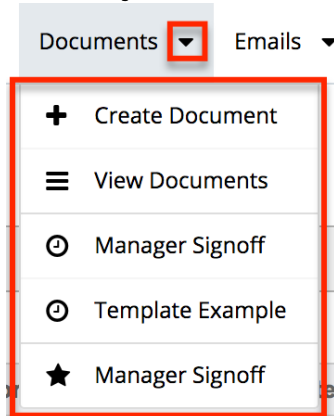 Documents Emails
Create Document
View Documents
Manager Signoff
Template Example
Manager Signoff